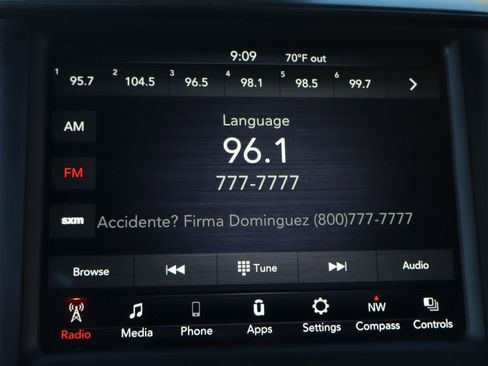 9:09 70°F out
1 95.7 2 104.5 3 96.5 4 98.1 5 98.5 6 99.7
AM
Language
96.1
FM
777-7777
sxm
Accidente? Firma Dominguez (800)777-7777
Browse Tune Audio
Radio Media Phone Apps Settings NW Compass Controls